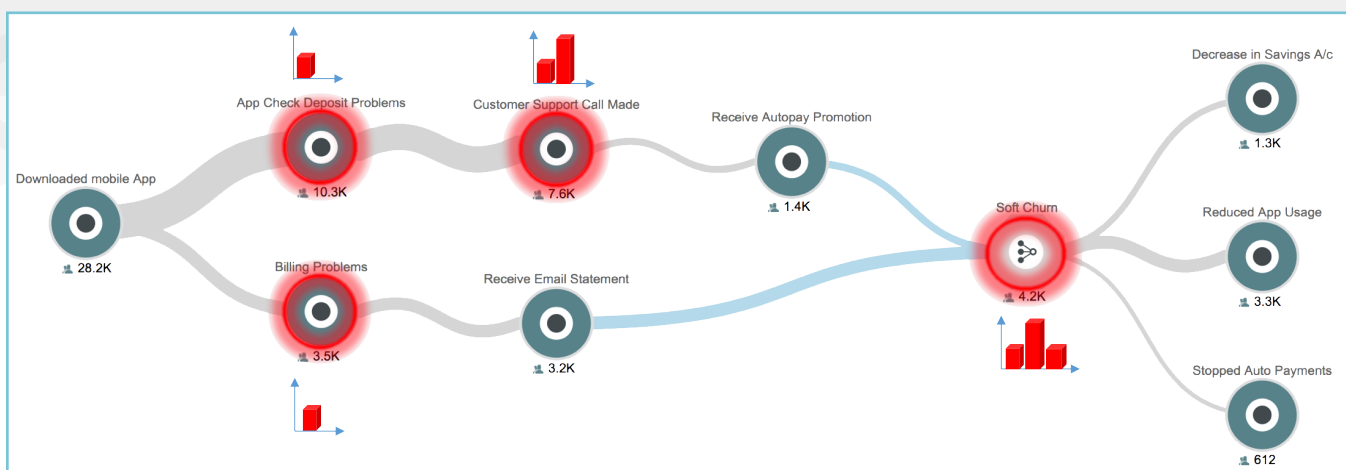 Downloaded mobile App
28.2K
App Check Deposit Problems
10.3K
Billing Problems
3.5K
Customer Support Call Made
7.6K
Receive Email Statement
3.2K
Receive Autopay Promotion
1.4K
Soft Churn
4.2K
Decrease in Savings A/c
1.3K
Reduced App Usage
3.3K
Stopped Auto Payments
612